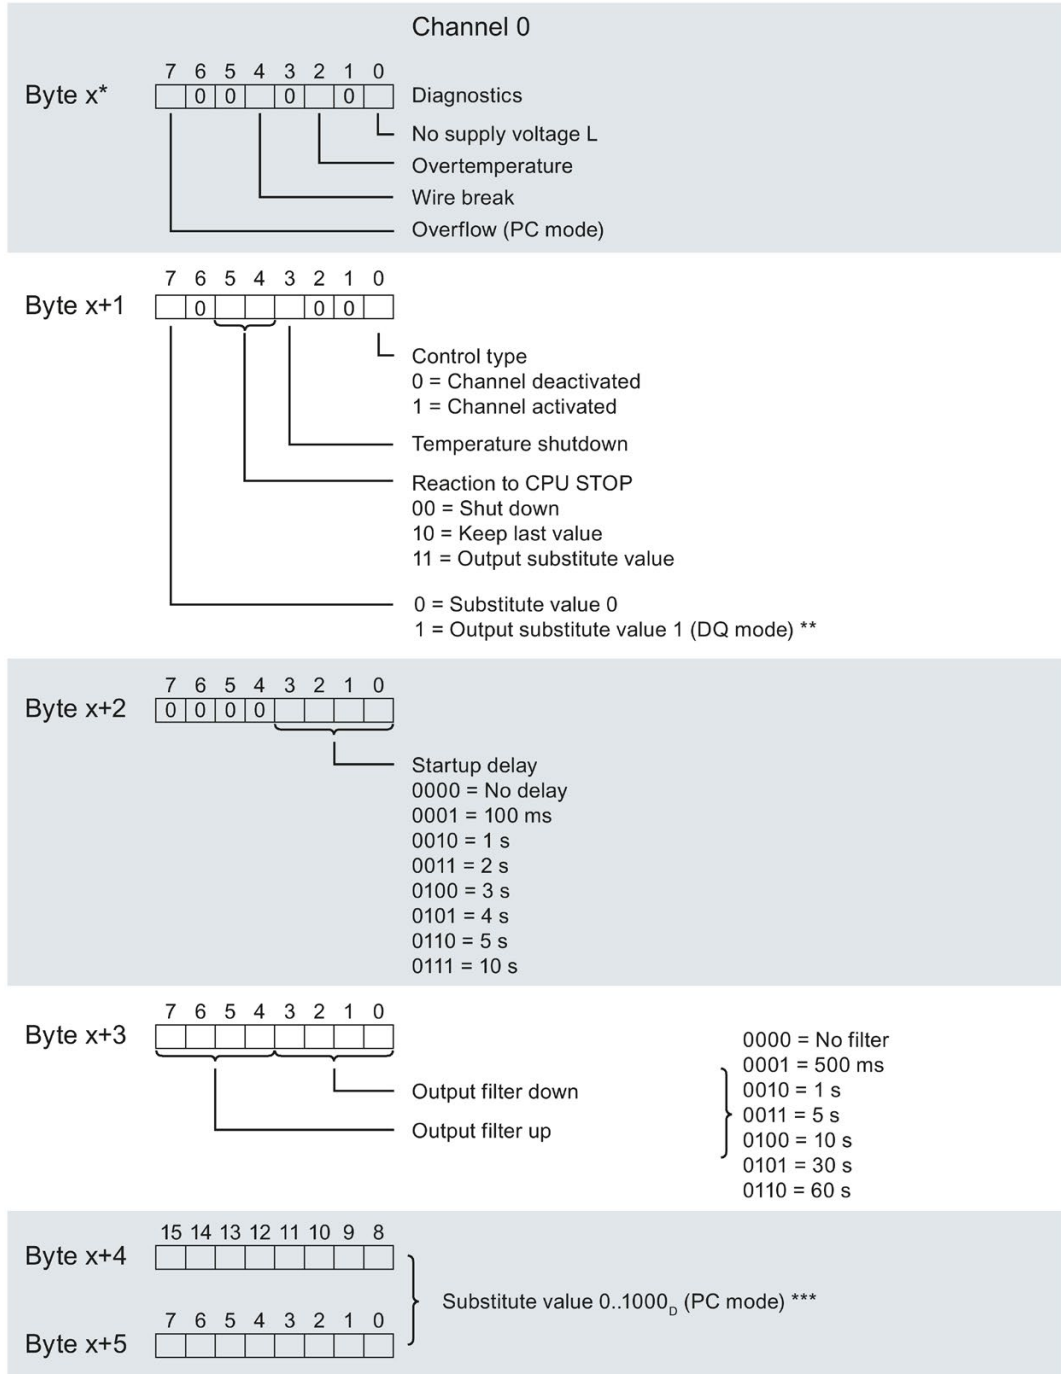 Channel 0
7 6 5 4 3 2 1 0
Byte x* 0 0 0 0 Diagnostics
No supply voltage L
Overtemperature
Wire break
Overflow (PC mode)
7 6 5 4 3 2 1 0
Byte x+1 0 0 0
Control type
0 = Channel deactivated
1 = Channel activated
Temperature shutdown
Reaction to CPU STOP
00 = Shut down
10 = Keep last value
11 = Output substitute value
0 = Substitute value 0
1 = Output substitute value 1 (DQ mode) **
7 6 5 4 3 2 1 0
Byte x+2 0 0 0 0
Startup delay
0000 = No delay
0001 = 100 ms
0010 = 1 s
0011 = 2 s
0100 = 3 s
0101 = 4 s
0110 = 5 s
0111 = 10 s
7 6 5 4 3 2 1 0
Byte x+3
Output filter down
Output filter up
0000 = No filter
0001 = 500 ms
0010 = 1 s
0011 = 5 s
0100 = 10 s
0101 = 30 s
0110 = 60 s
15 14 13 12 11 10 9 8
Byte x+4
Substitute value 0..1000D (PC mode) ***
7 6 5 4 3 2 1 0
Byte x+5